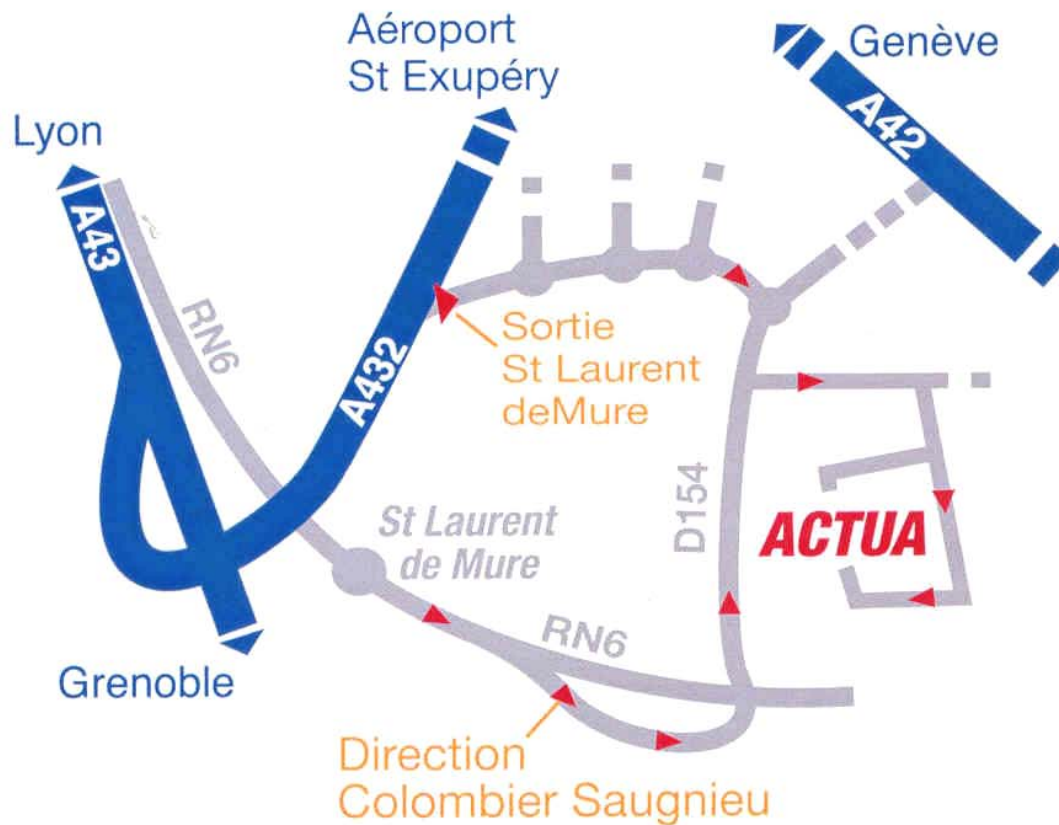 Aéroport
St Exupéry
Genève
A42
Lyon
A43
RN6
A432
Sortie
St Laurent
deMure
D154
St Laurent
de Mure
ACTUA
RN6
Grenoble
Direction
Colombier Saugnieu